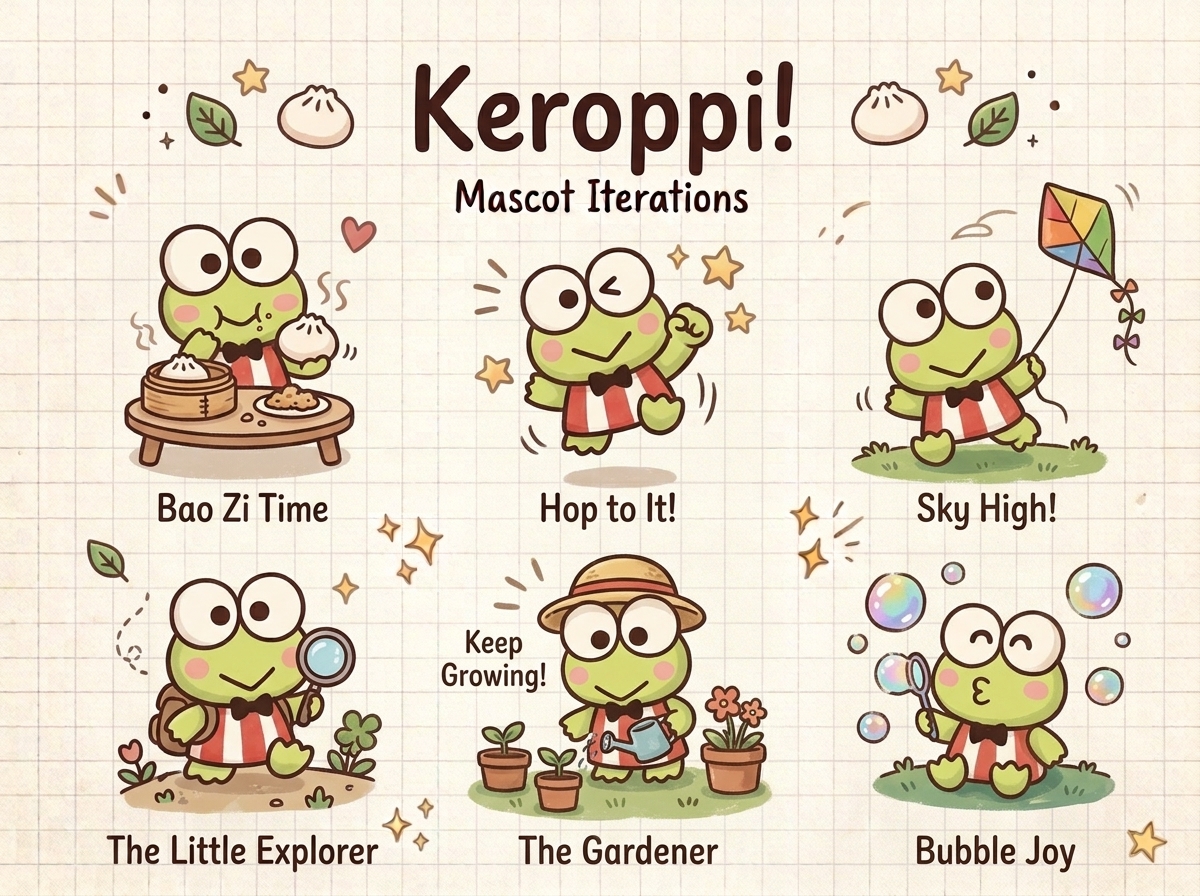 Keroppi!
Mascot Iterations
Bao Zi Time
Hop to It!
Sky High!
Keep
Growing!
The Little Explorer
The Gardener
Bubble Joy